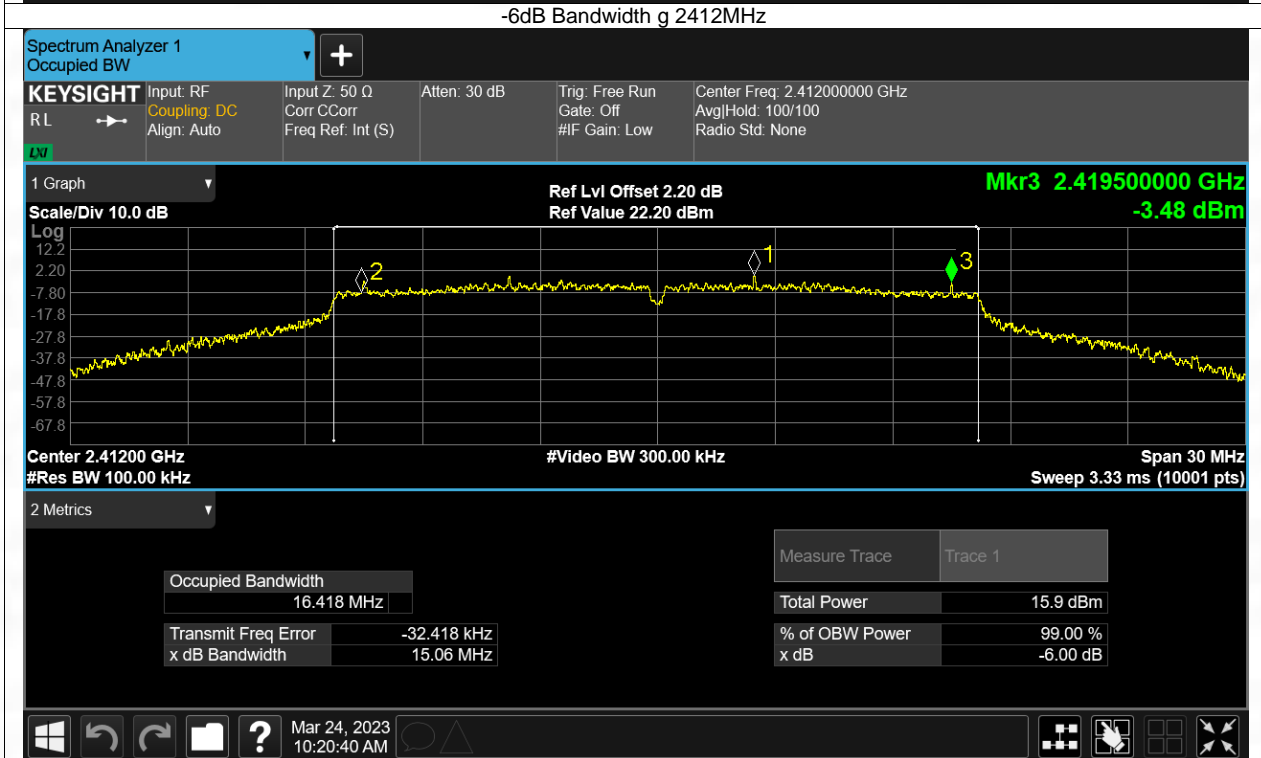 -6dB Bandwidth g 2412MHz
Spectrum Analyzer 1
Occupied BW
KEYSIGHT
R L
LXI
Input: RF
Coupling: DC
Align: Auto
Input Z: 50 Ω
Corr CCorr
Freq Ref: Int (S)
Atten: 30 dB
Trig: Free Run
Gate: Off
#IF Gain: Low
Center Freq: 2.412000000 GHz
Avg|Hold: 100/100
Radio Std: None
1 Graph
Scale/Div 10.0 dB
Ref Lvl Offset 2.20 dB
Ref Value 22.20 dBm
Mkr3 2.419500000 GHz
-3.48 dBm
Log
12.2
2.20
-7.80
-17.8
-27.8
-37.8
-47.8
-57.8
-67.8
2
1
3
Center 2.41200 GHz
#Video BW 300.00 kHz
Span 30 MHz
#Res BW 100.00 kHz
Sweep 3.33 ms (10001 pts)
2 Metrics
Measure Trace Trace 1
Occupied Bandwidth
16.418 MHz
Total Power 15.9 dBm
Transmit Freq Error -32.418 kHz
% of OBW Power 99.00 %
x dB Bandwidth 15.06 MHz
x dB -6.00 dB
?
Mar 24, 2023
10:20:40 AM